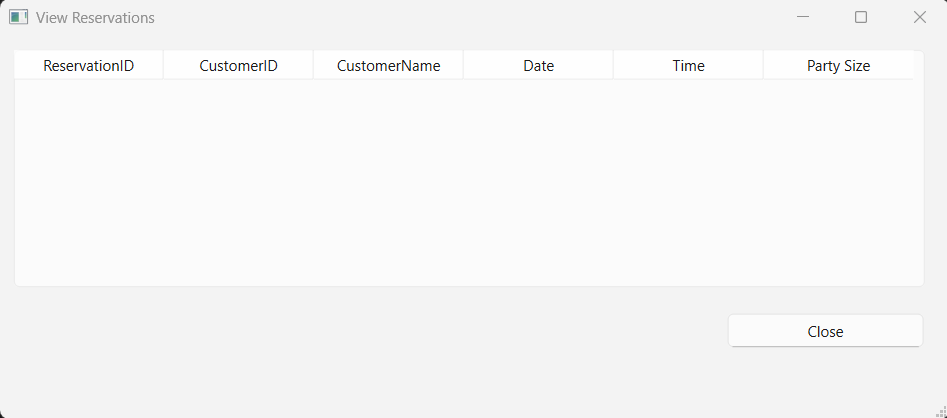 View Reservations
ReservationID CustomerID CustomerName Date Time Party Size
Close